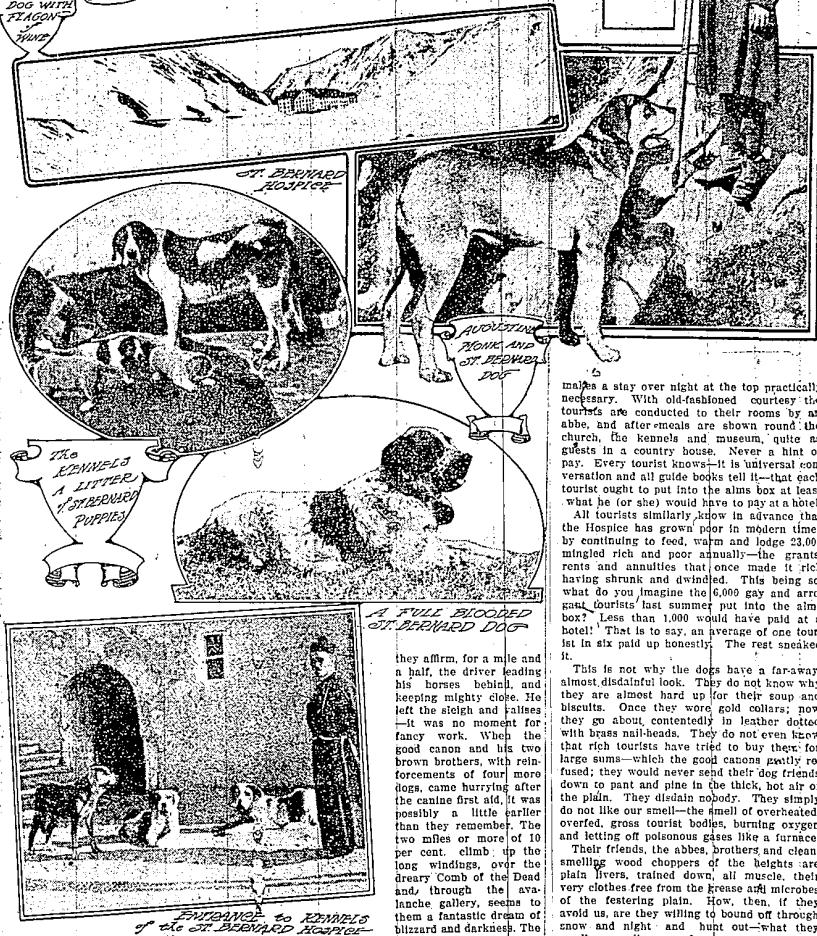 DOG WITH
FLAGON
of
WINE
ST. BERNARD
HOSPICE
AUGUSTINE
MONK AND
ST. BERNARD
DOG
The
KENNELS
A LITTER
of ST. BERNARD
PUPPIES
A FULL BLOODED
ST. BERNARD DOG
ENTRANCE to KENNELS
of the ST. BERNARD HOSPICE
they affirm, for a mile and
a half, the driver leading
his horses behind, and
keeping mighty close. He
left the sleigh and valises
—it was no moment for
fancy work. When the
good canon and his two
brown brothers, with rein-
forcements of four more
dogs, came hurrying after
the canine first aid, it was
possibly a little earlier
than they remember. The
two miles or more of 10
per cent. climb up the
long windings, over the
dreary Comb of the Dead
and through the ava-
lanche gallery, seems to
them a fantastic dream of
blizzard and darkness. The
makes a stay over night at the top practically
necessary. With old-fashioned courtesy the
tourists are conducted to their rooms by an
abbe, and after meals are shown round the
church, the kennels and museum, quite as
guests in a country house. Never a hint o
pay. Every tourist knows—it is universal con
versation and all guide books tell it—that each
tourist ought to put into the alms box at leas
what he (or she) would have to pay at a hotel
All tourists similarly know in advance tha
the Hospice has grown poor in modern time
by continuing to feed, warm and lodge 23,00
mingled rich and poor annually—the grants
rents and annuities that once made it ric
having shrunk and dwindled. This being so
what do you imagine the 6,000 gay and arro
gant tourists last summer put into the alm
box? Less than 1,000 would have paid at a
hotel! That is to say, an average of one tour
ist in six paid up honestly. The rest sneaked
it.
This is not why the dogs have a far-away
almost disdainful look. They do not know why
they are almost hard up for their soup and
biscuits. Once they wore gold collars; now
they go about contentedly in leather dotted
with brass nail-heads. They do not even know
that rich tourists have tried to buy them for
large sums—which the good canons gently re
fused; they would never send their dog friends
down to pant and pine in the thick, hot air o
the plain. They disdain nobody. They simply
do not like our smell—the smell of overheated
overfed, gross tourist bodies, burning oxygen
and letting off poisonous gases like a furnace
Their friends, the abbes, brothers and clean
smelling wood choppers of the heights are
plain livers, trained down, all muscle, their
very clothes free from the grease and microbes
of the festering plain. How, then, if they
avoid us, are they willing to bound off through
snow and night and hunt out—what they